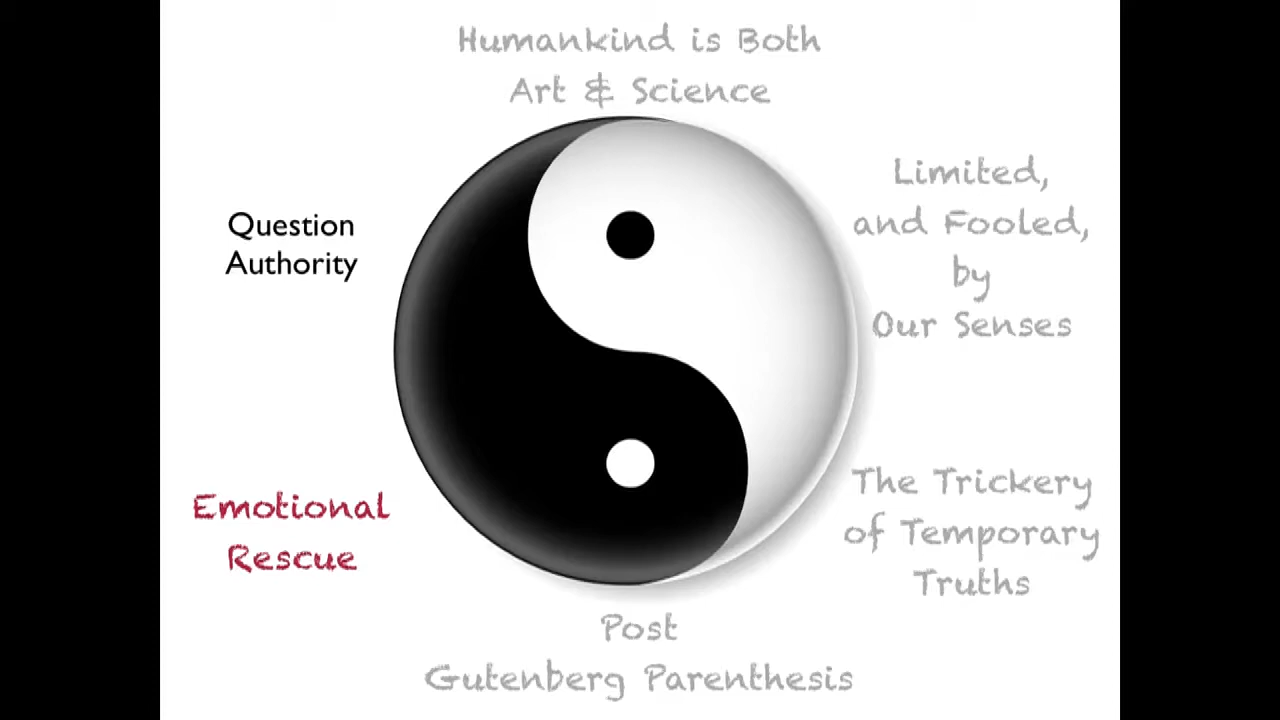 Humankind is Both
Art & Science
Limited,
and Fooled,
by
Our Senses
Question
Authority
The Trickery
of Temporary
Truths
Emotional
Rescue
Post
Gutenberg Parenthesis